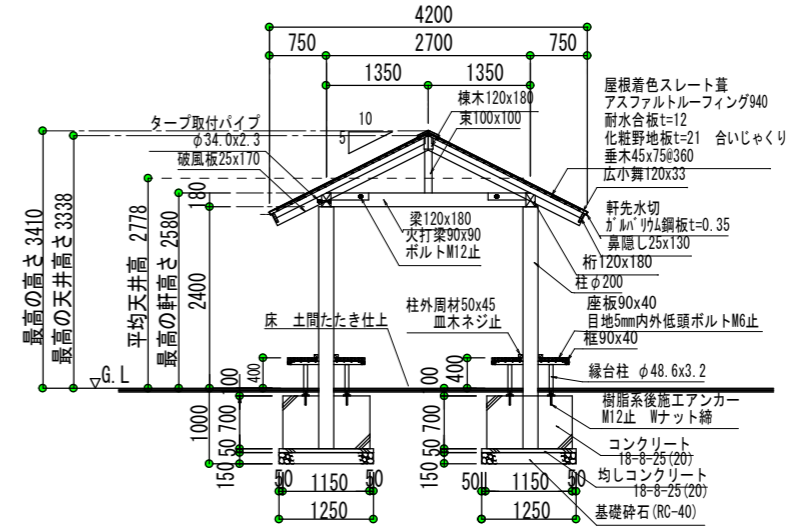 4200
750
2700
750
1350
1350
10
5
タープ取付パイプ
φ34.0x2.3
破風板25x170
棟木120x180
束100x100
屋根着色スレート葺
アスファルトルーフィング940
耐水合板t=12
化粧野地板t=21 合いじゃくり
垂木45x75@360
広小舞120x33
軒先水切
ガルバリウム鋼板t=0.35
鼻隠し25x130
桁120x180
柱φ200
梁120x180
火打梁90x90
ボルトM12止
最高の高さ 3410
最高の天井高さ 3338
平均天井高 2778
最高の軒高さ 2580
180
2400
柱外周材50x45
皿木ネジ止
座板90x40
目地5mm内外低頭ボルトM6止
框90x40
床 土間たたき仕上
縁台柱 φ48.6x3.2
G.L
400
400
樹脂系後施工アンカー
M12止 Wナット締
1000
00
700
50
150
00
700
50
150
コンクリート
18-8-25(20)
均しコンクリート
18-8-25(20)
基礎砕石(RC-40)
50
1150
50
1250
50
1150
50
1250